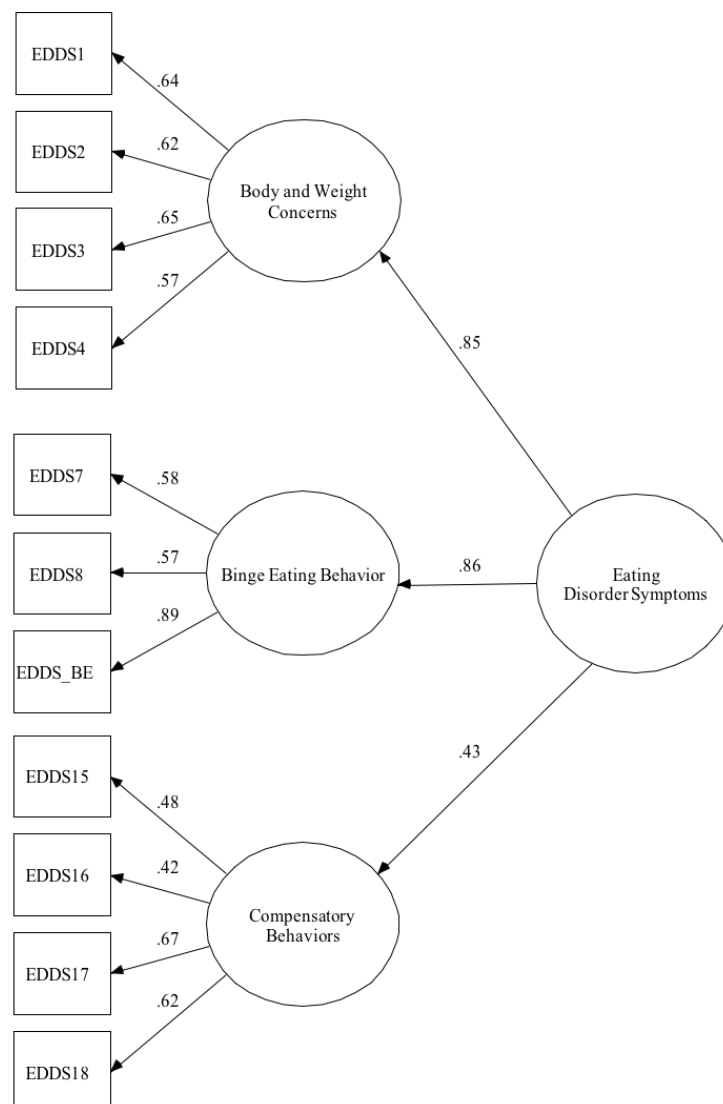 EDDS1
.64
EDDS2
.62
Body and Weight
Concerns
EDDS3
.65
EDDS4
.57
.85
EDDS7
.58
EDDS8
.57
Binge Eating Behavior
.86
Eating
Disorder Symptoms
EDDS_BE
.89
EDDS15
.48
.43
EDDS16
.42
Compensatory
Behaviors
EDDS17
.67
EDDS18
.62